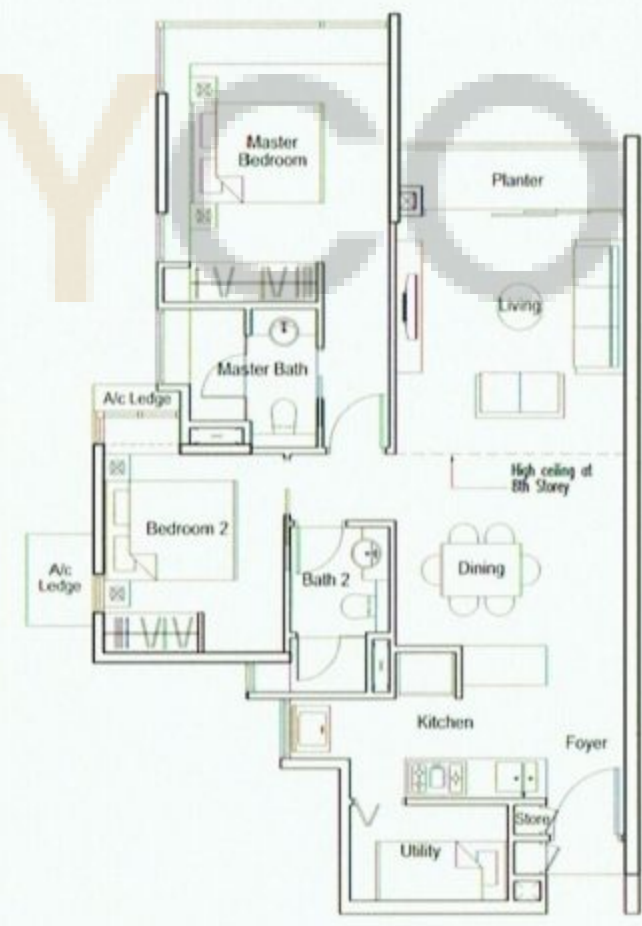 YCO
Master
Bedroom
Planter
Living
Master Bath
A/c Ledge
High ceiling at
8th Storey
Bedroom 2
A/c
Ledge
Bath 2
Dining
Kitchen
Foyer
Store
Utility